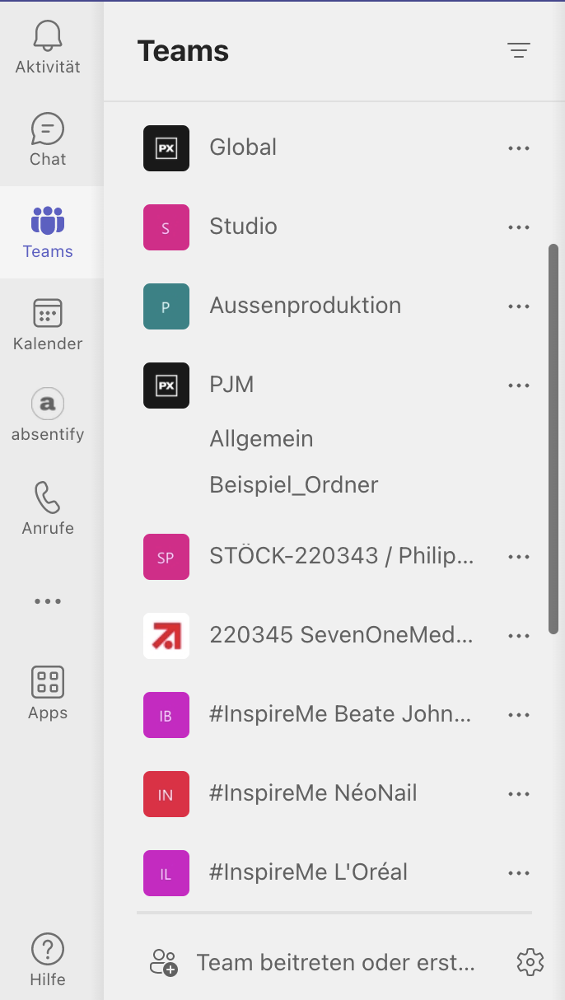 Aktivität
Chat
Teams
Kalender
a
absentify
Anrufe
Apps
Hilfe
Teams
PX
Global
S
Studio
P
Aussenproduktion
PX
PJM
Allgemein
Beispiel_Ordner
SP
STÖCK-220343 / Philip...
220345 SevenOneMed...
IB
#InspireMe Beate John...
IN
#InspireMe NéoNail
IL
#InspireMe L'Oréal
Team beitreten oder erst...